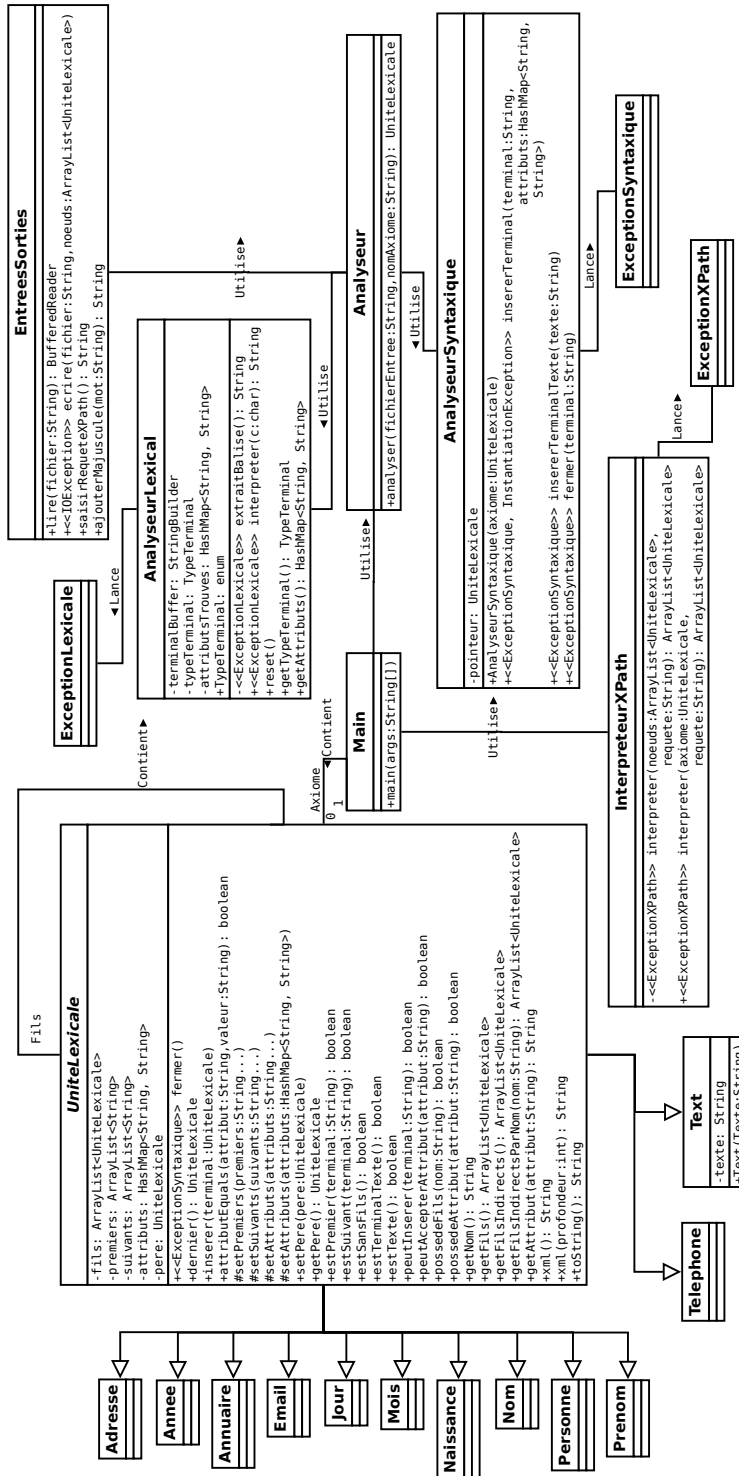 EntreesSorties
+lire(fichier:String): BufferedReader
+<<IOException>> ecrire(fichier:String,noeuds:ArrayList<UniteLexicale>)
+saisirRequeteXPath(): String
+ajouterMajuscule(mot:String): String
Utilise▶
ExceptionLexicale
◀Lance
AnalyseurLexical
-terminalBuffer: StringBuilder
-typeTerminal: TypeTerminal
-attributsTrouves: HashMap<String, String>
+TypeTerminal: enum
-<<ExceptionLexicale>> extraitBalise(): String
+<<ExceptionLexicale>> interpreter(c:char): String
+reset()
+getTypeTerminal(): TypeTerminal
+getAttributs(): HashMap<String, String>
◀Utilise
Analyseur
+analyser(fichierEntree:String,nomAxiome:String): UniteLexicale
Utilise▶
◀Utilise
AnalyseurSyntaxique
-pointeur: UniteLexicale
+AnalyseurSyntaxique(axiome:UniteLexicale)
+<<ExceptionSyntaxique, InstantiationException>> insererTerminal(terminal:String,
attributs:HashMap<String,
String>)
+<<ExceptionSyntaxique>> insererTerminalTexte(texte:String)
+<<ExceptionSyntaxique>> fermer(terminal:String)
Lance▶
ExceptionSyntaxique
Main
+main(args:String[])
◀Contient
Axiome
0
1
Utilise▶
InterpreteurXPath
-<<ExceptionXPath>> interpreter(noeuds:ArrayList<UniteLexicale>,
requete:String): ArrayList<UniteLexicale>
+<<ExceptionXPath>> interpreter(axiome:UniteLexicale,
requete:String): ArrayList<UniteLexicale>
Lance▶
ExceptionXPath
Contient▶
Fils
UniteLexicale
-fils: ArrayList<UniteLexicale>
-premiers: ArrayList<String>
-suivants: ArrayList<String>
-attributs: HashMap<String, String>
-pere: UniteLexicale
+<<ExceptionSyntaxique>> fermer()
+dernier(): UniteLexicale
+inserer(terminal:UniteLexicale)
+attributEquals(attribut:String,valeur:String): boolean
#setPremiers(premiers:String...)
#setSuivants(suivants:String...)
#setAttributs(attributs:String...)
#setAttributs(attributs:HashMap<String, String>)
+setPere(pere:UniteLexicale)
+getPere(): UniteLexicale
+estPremier(terminal:String): boolean
+estSuivant(terminal:String): boolean
+estSansFils(): boolean
+estTerminalTexte(): boolean
+estTexte(): boolean
+peutInserer(terminal:String): boolean
+peutAccepterAttribut(attribut:String): boolean
+possedeFils(nom:String): boolean
+possedeAttribut(attribut:String): boolean
+getNom(): String
+getFils(): ArrayList<UniteLexicale>
+getFilsIndirects(): ArrayList<UniteLexicale>
+getFilsIndirectsParNom(nom:String): ArrayList<UniteLexicale>
+getAttribut(attribut:String): String
+xml(): String
+xml(profondeur:int): String
+toString(): String
Adresse
Annee
Annuaire
Email
Jour
Mois
Naissance
Nom
Personne
Prenom
Telephone
Text
-texte: String
+Text(Texte:String)